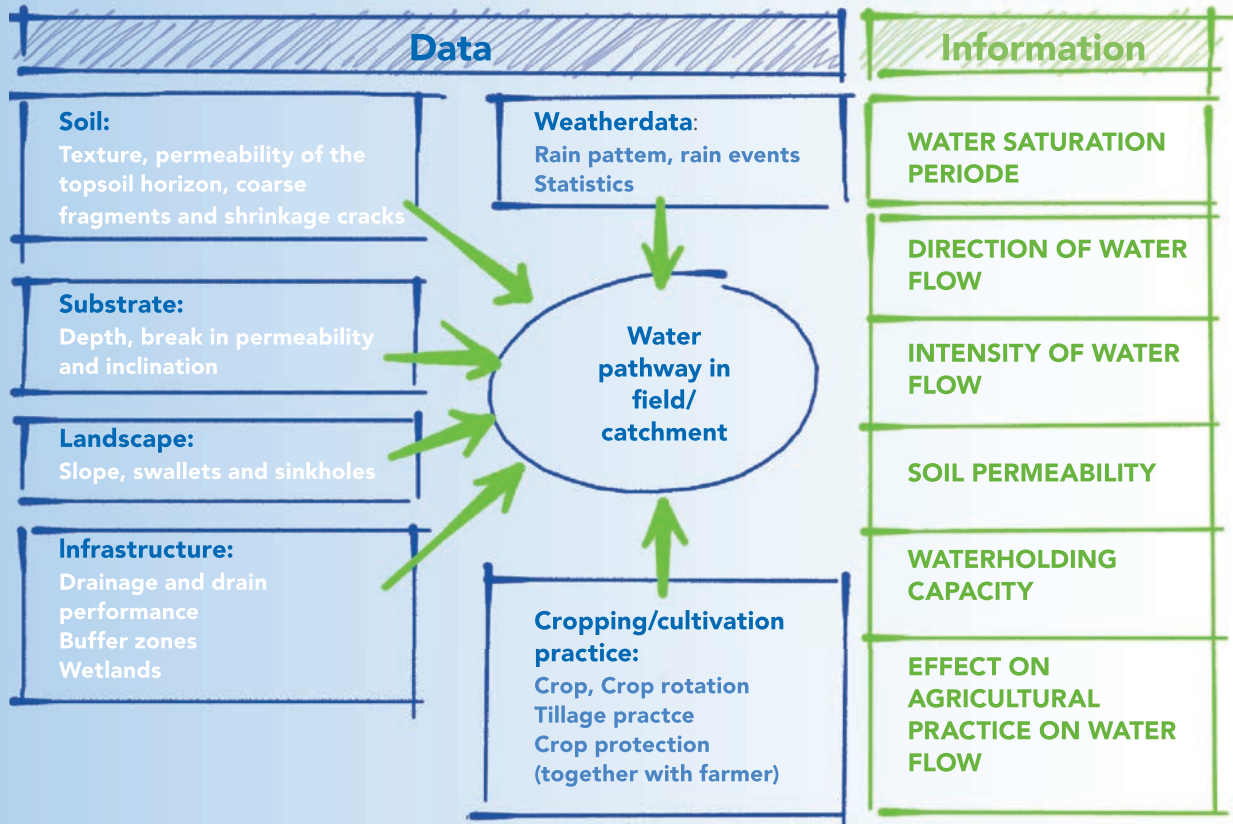 Data
Soil:
Texture, permeability of the
topsoil horizon, coarse
fragments and shrinkage cracks
Substrate:
Depth, break in permeability
and inclination
Landscape:
Slope, swallets and sinkholes
Infrastructure:
Drainage and drain
performance
Buffer zones
Wetlands
Weatherdata:
Rain pattem, rain events
Statistics
Water
pathway in
field/
catchment
Cropping/cultivation
practice:
Crop, Crop rotation
Tillage practce
Crop protection
(together with farmer)
Information
WATER SATURATION
PERIODE
DIRECTION OF WATER
FLOW
INTENSITY OF WATER
FLOW
SOIL PERMEABILITY
WATERHOLDING
CAPACITY
EFFECT ON
AGRICULTURAL
PRACTICE ON WATER
FLOW